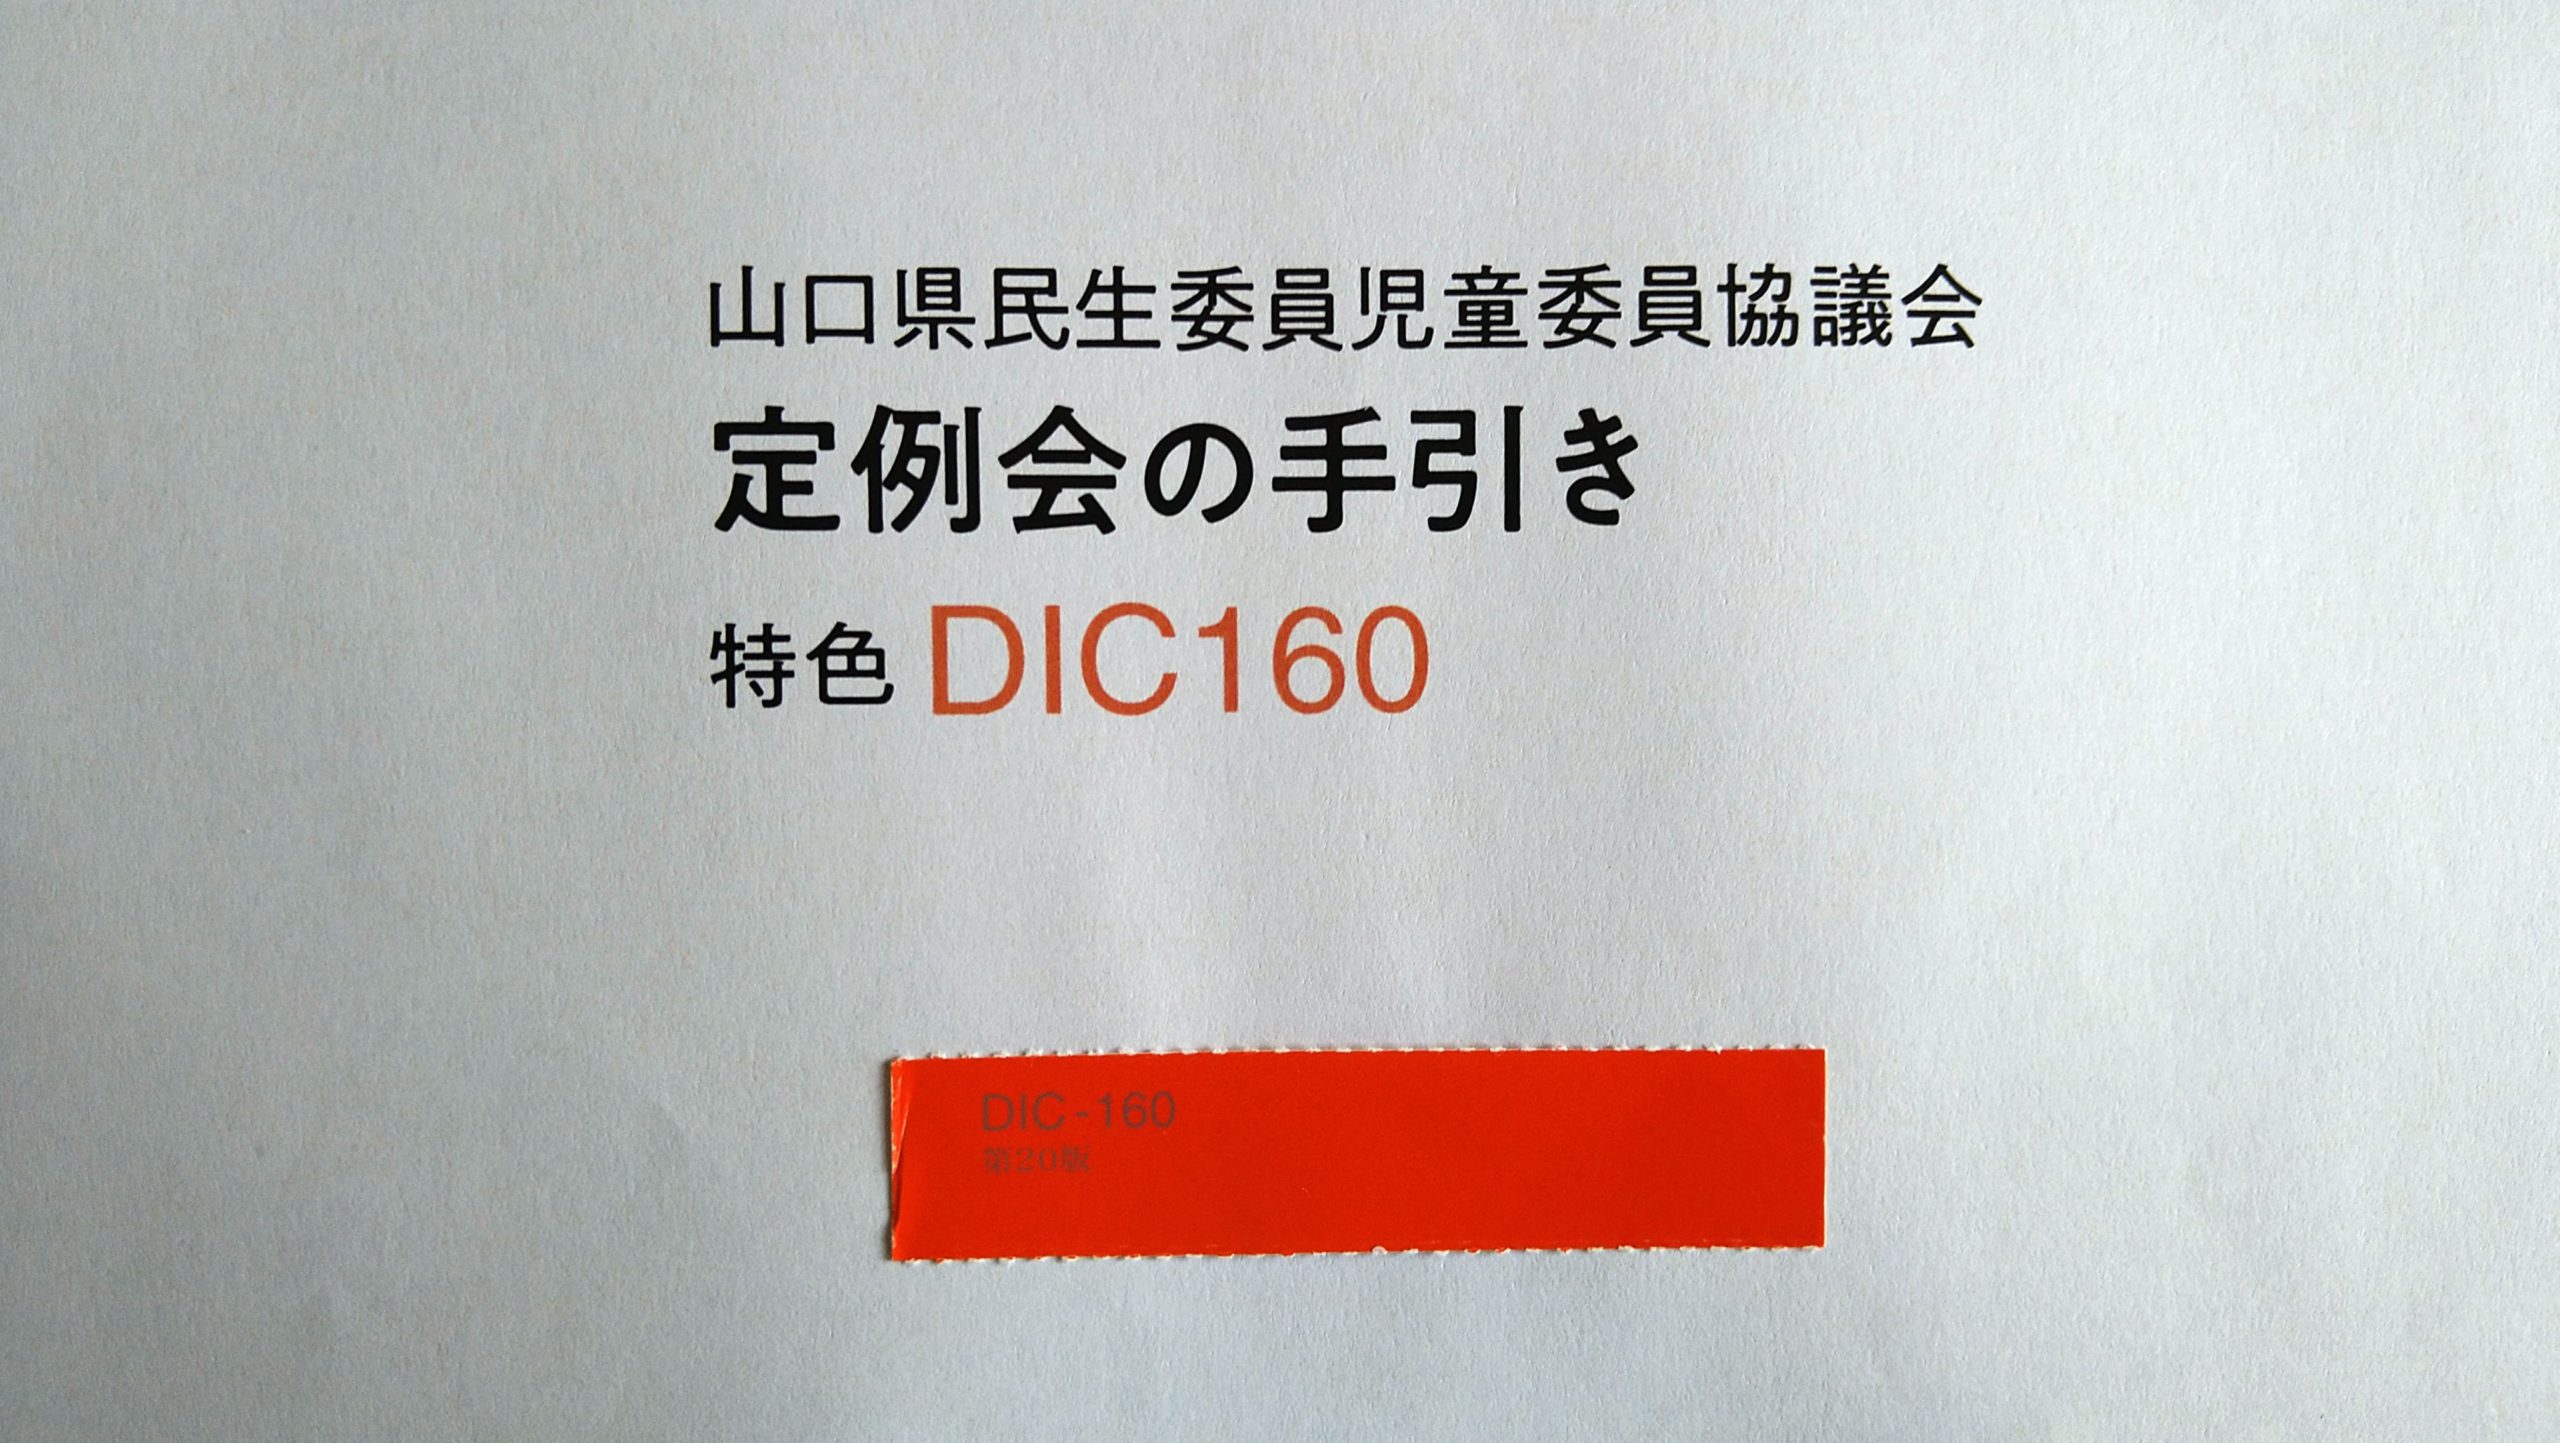 山口県民生委員児童委員協議会
定例会の手引き
特色 DIC160
DIC-160
第20版